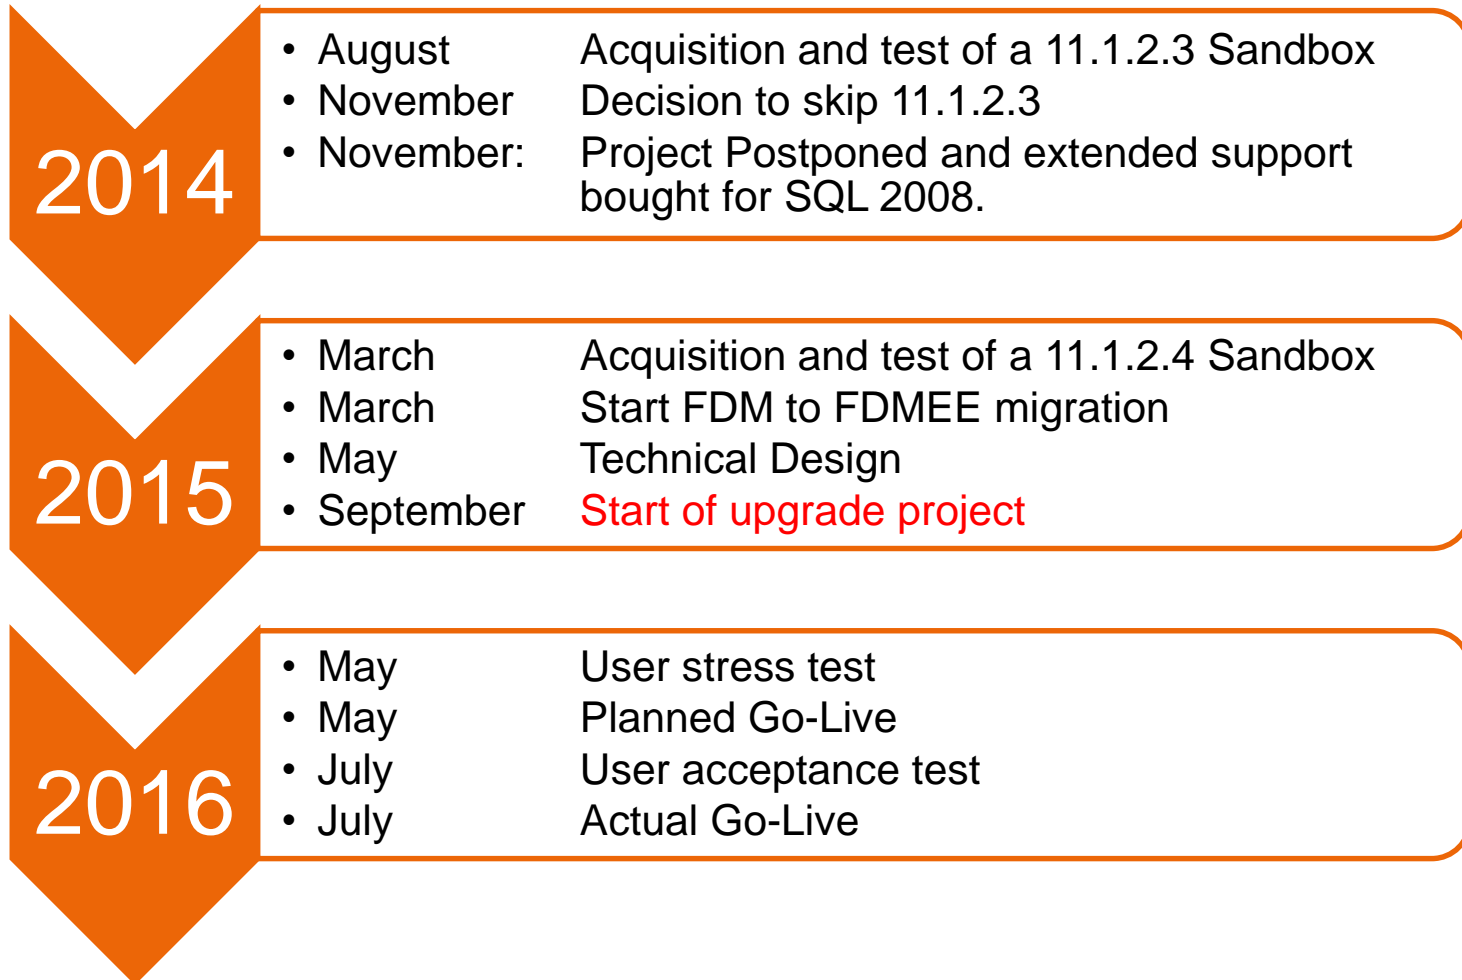 2014
• August Acquisition and test of a 11.1.2.3 Sandbox
• November Decision to skip 11.1.2.3
• November: Project Postponed and extended support
bought for SQL 2008.
2015
• March Acquisition and test of a 11.1.2.4 Sandbox
• March Start FDM to FDMEE migration
• May Technical Design
• September Start of upgrade project
2016
• May User stress test
• May Planned Go-Live
• July User acceptance test
• July Actual Go-Live